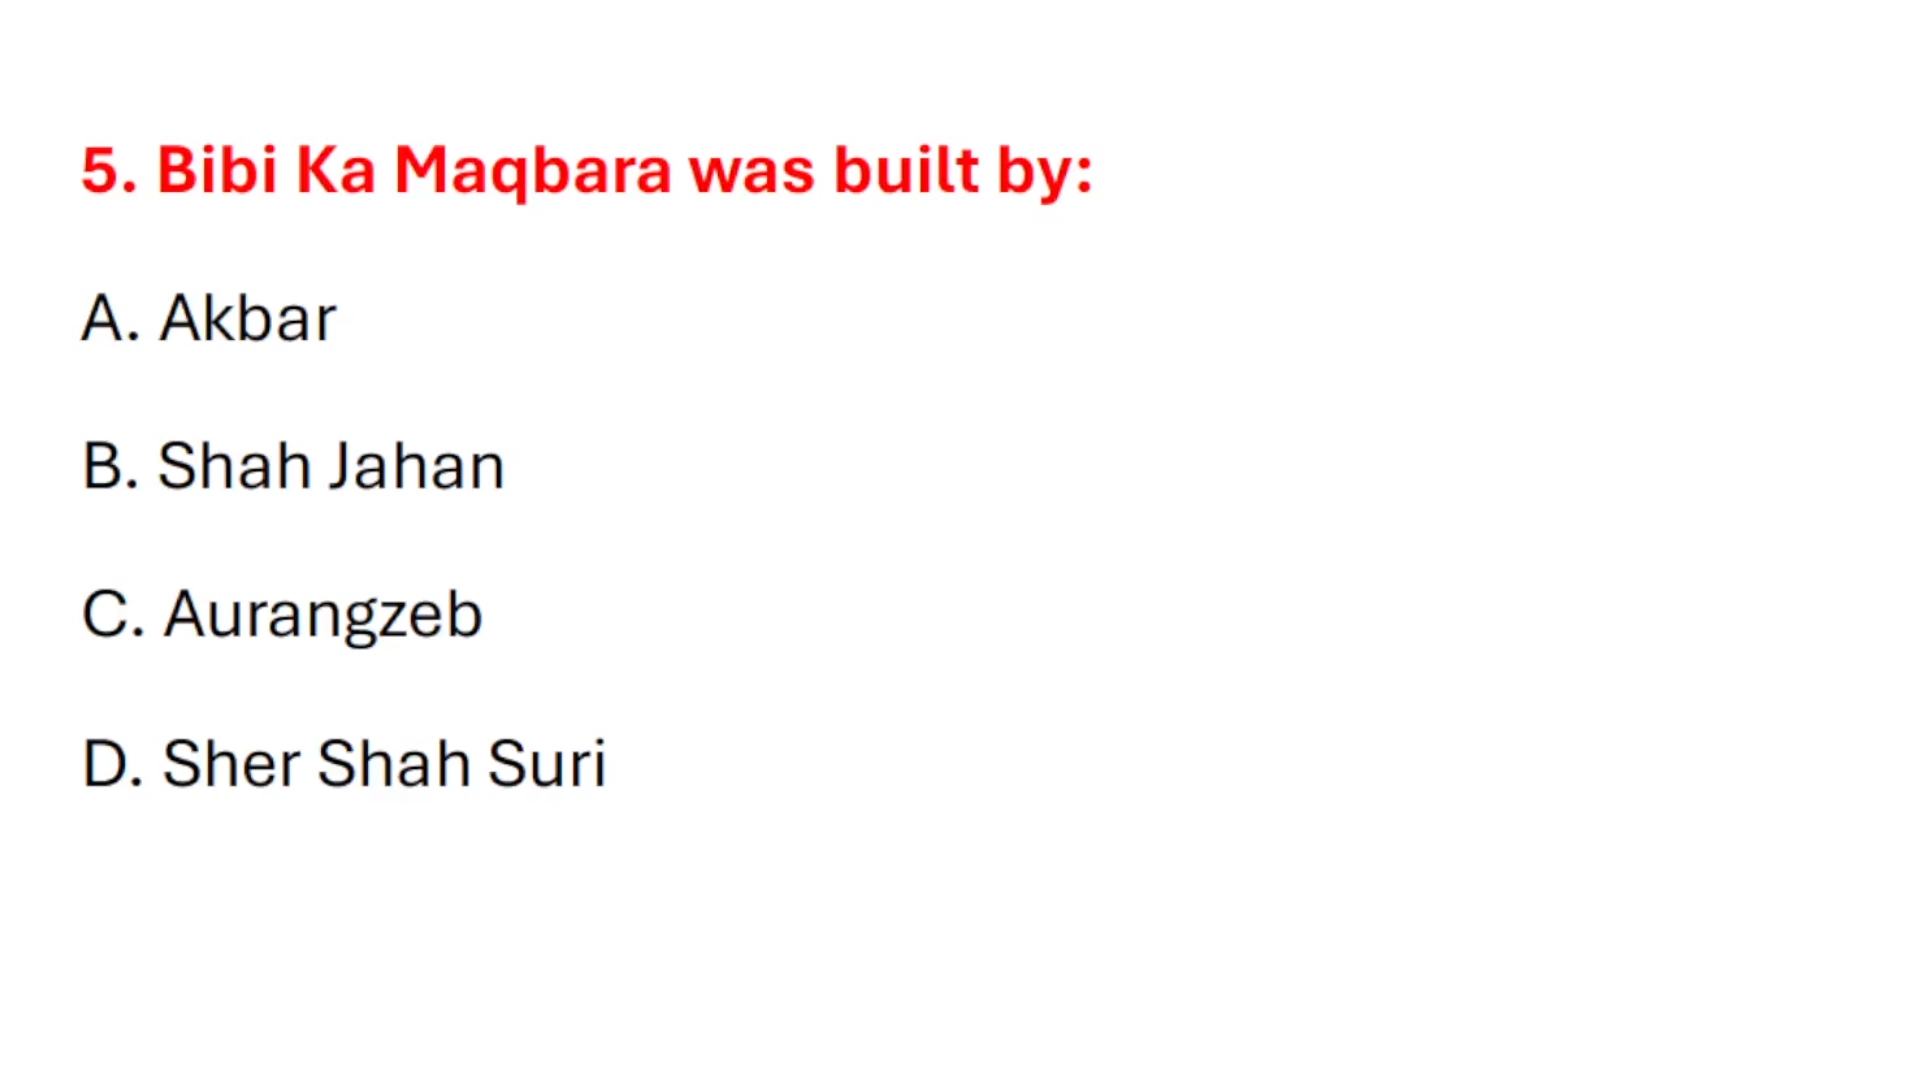 5. Bibi Ka Maqbara was built by:
A. Akbar
B. Shah Jahan
C. Aurangzeb
D. Sher Shah Suri